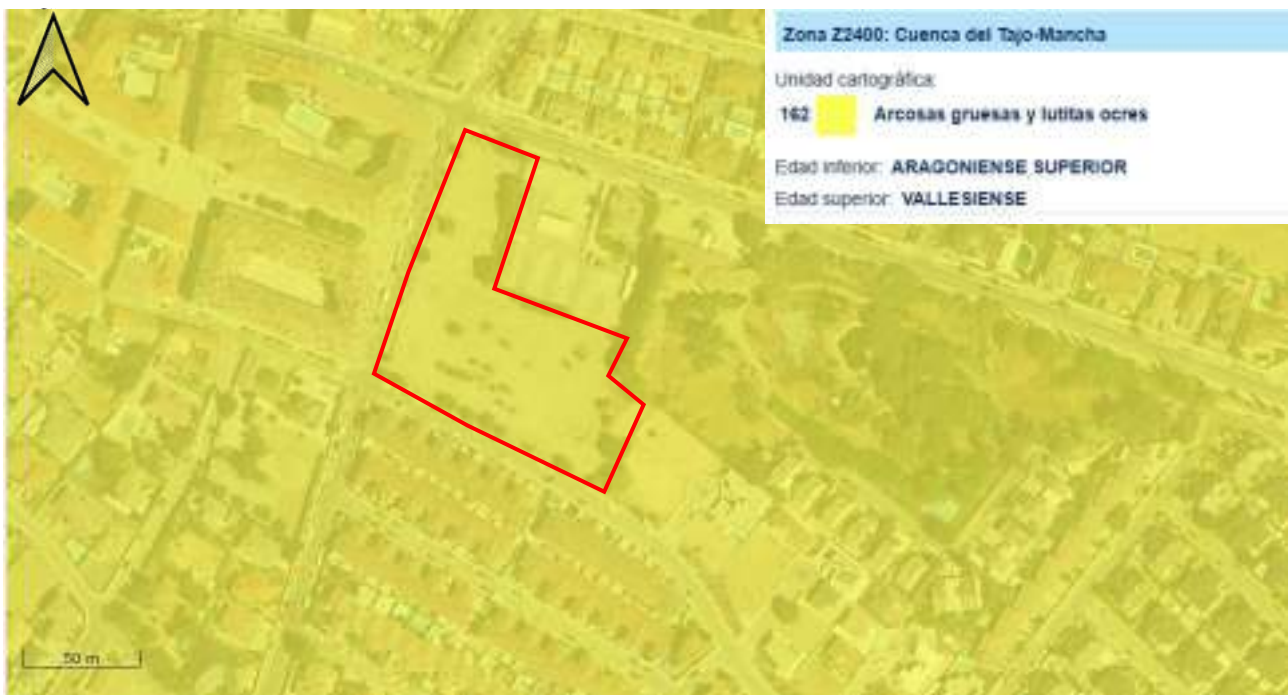 Zona Z2400: Cuenca del Tajo-Mancha
Unidad cartográfica:
162 Arcosas gruesas y lutitas ocres
Edad inferior: ARAGONIENSE SUPERIOR
Edad superior: VALLESIENSE
50 m